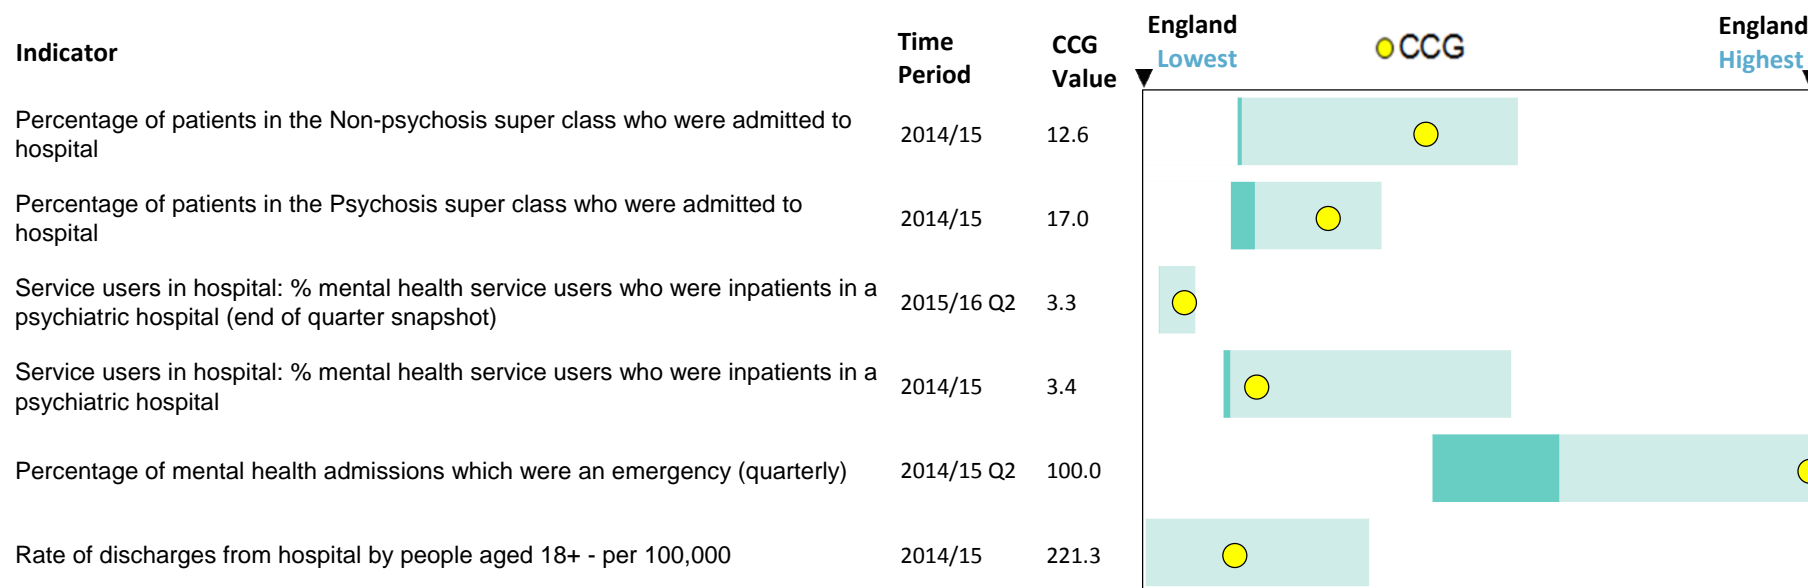 Indicator
Time
Period
CCG
Value
England
Lowest
CCG
England
Highest
Percentage of patients in the Non-psychosis super class who were admitted to
hospital
2014/15
12.6
Percentage of patients in the Psychosis super class who were admitted to
hospital
2014/15
17.0
Service users in hospital: % mental health service users who were inpatients in a
psychiatric hospital (end of quarter snapshot)
2015/16 Q2
3.3
Service users in hospital: % mental health service users who were inpatients in a
psychiatric hospital
2014/15
3.4
Percentage of mental health admissions which were an emergency (quarterly)
2014/15 Q2
100.0
Rate of discharges from hospital by people aged 18+ - per 100,000
2014/15
221.3